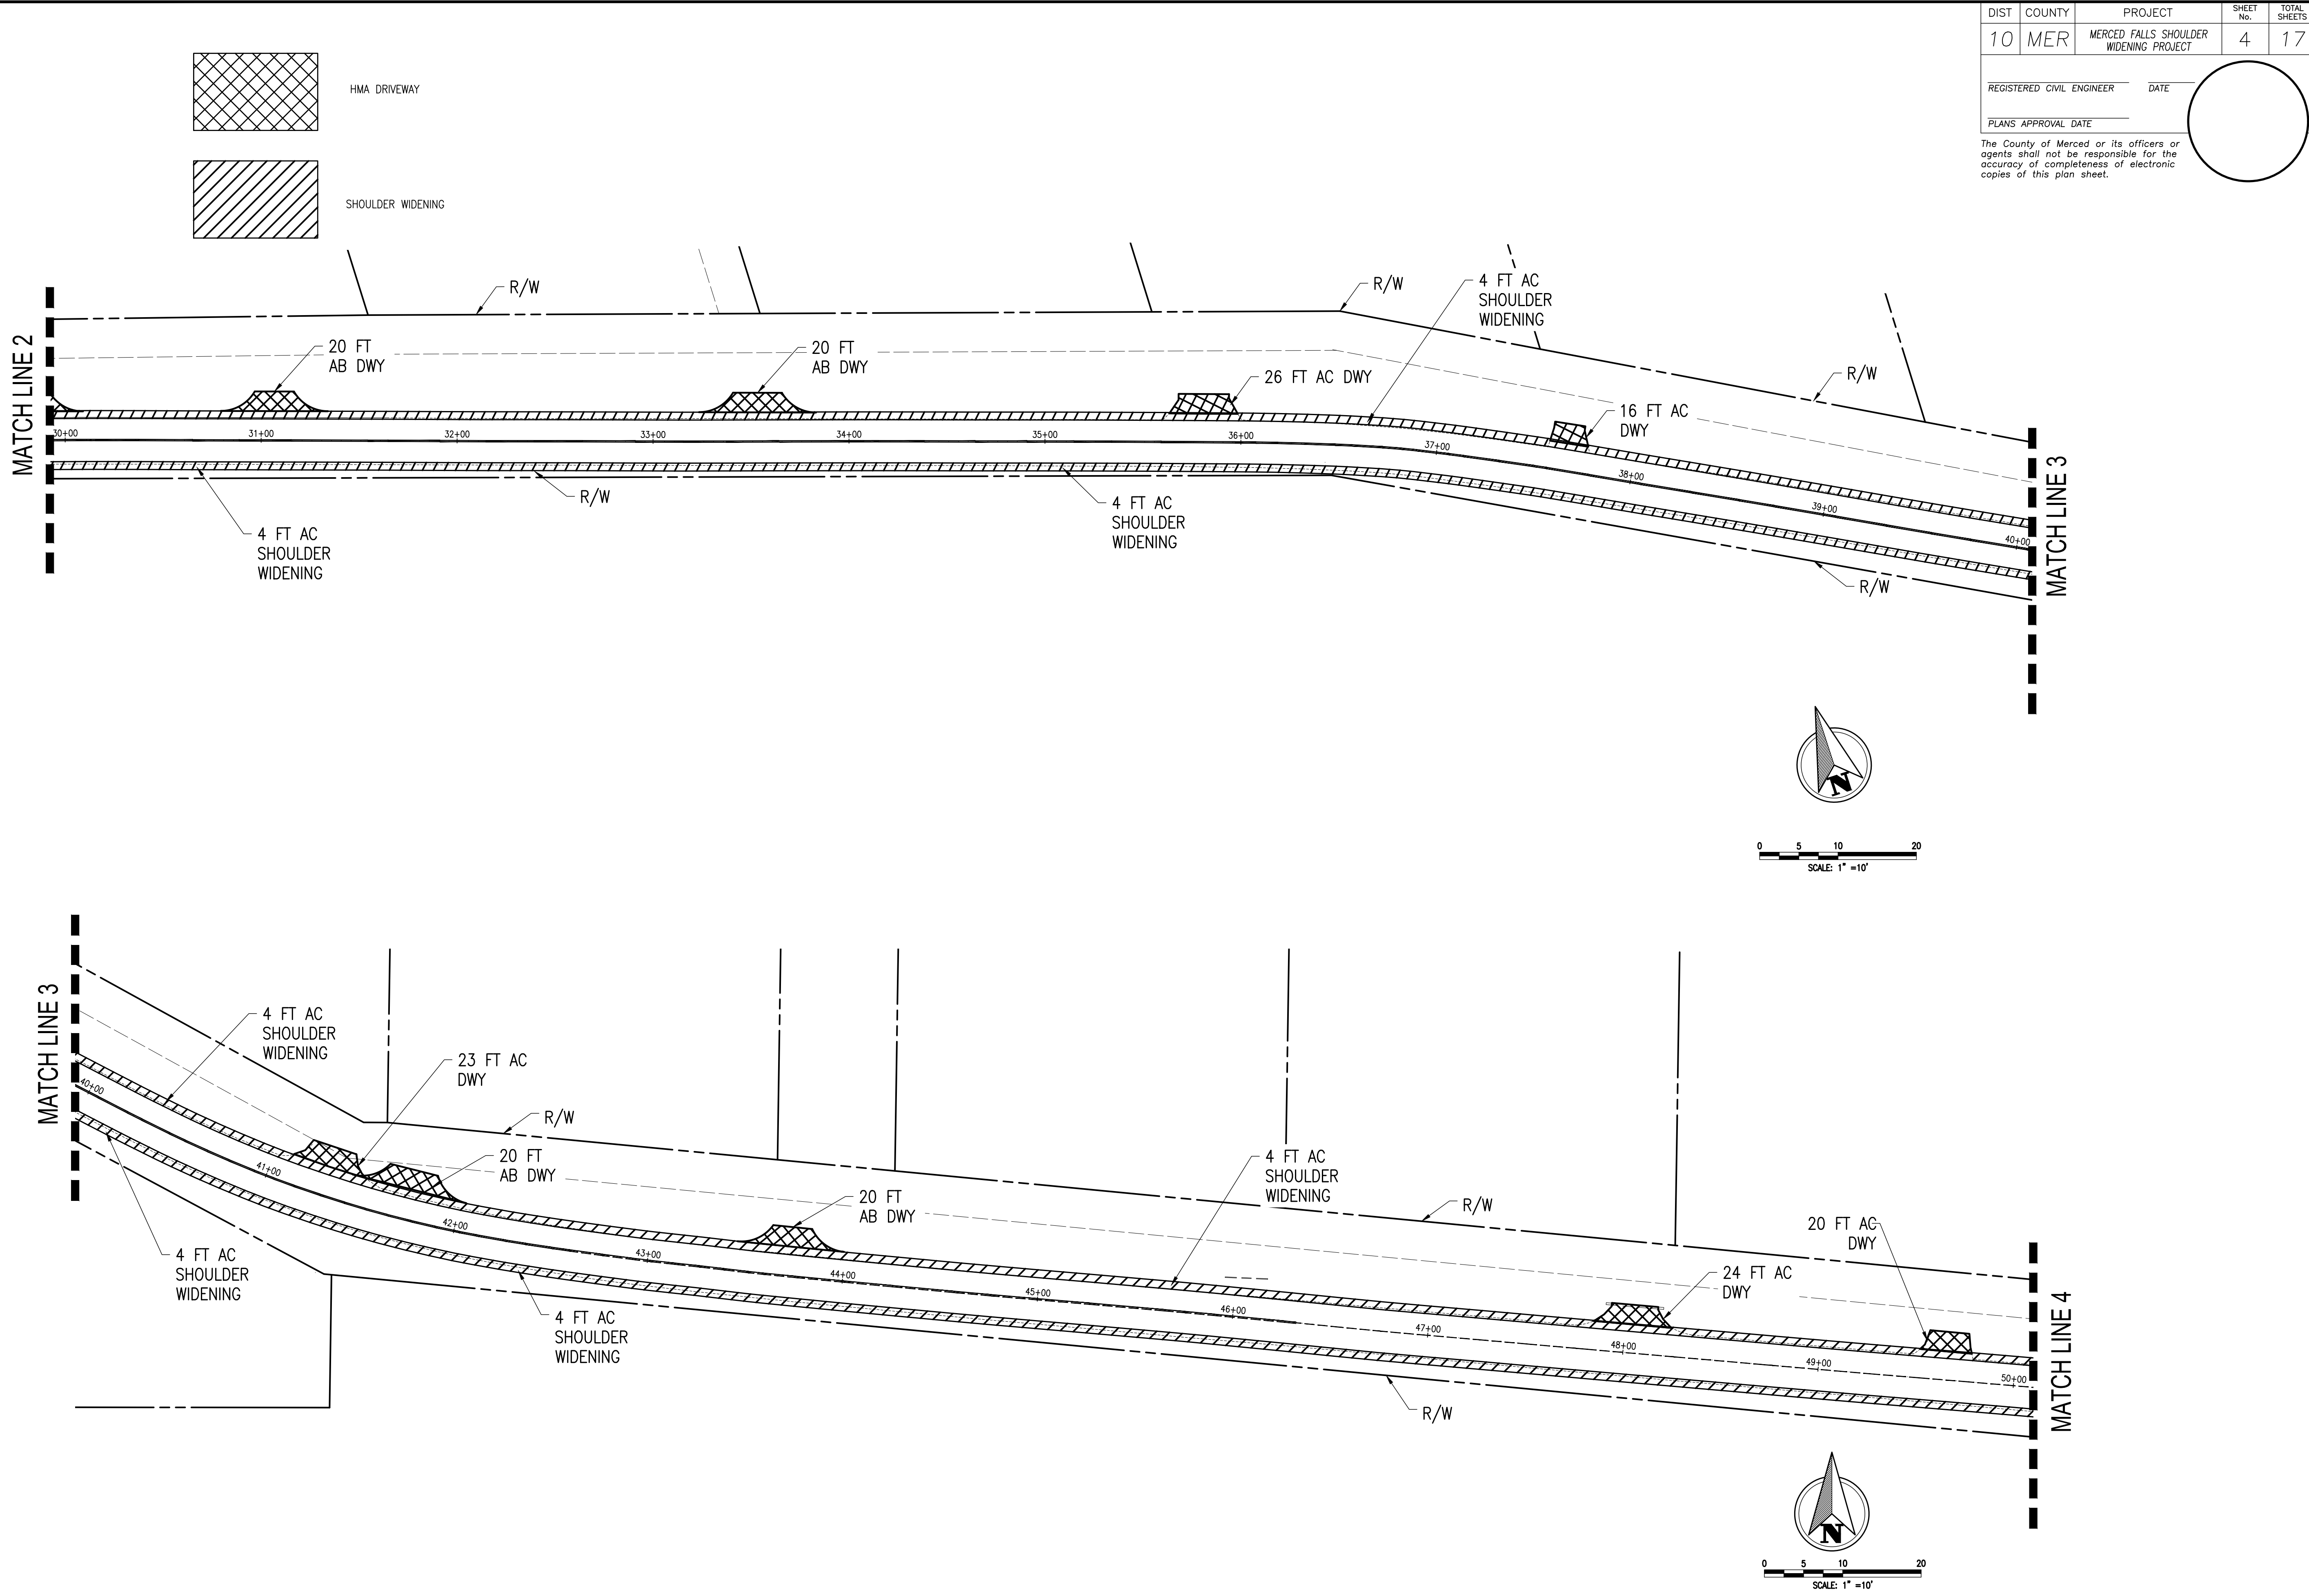 DIST COUNTY PROJECT SHEET No. TOTAL SHEETS
10 MER MERCED FALLS SHOULDER WIDENING PROJECT 4 17
REGISTERED CIVIL ENGINEER DATE
PLANS APPROVAL DATE
The County of Merced or its officers or
agents shall not be responsible for the
accuracy of completeness of electronic
copies of this plan sheet.
HMA DRIVEWAY
SHOULDER WIDENING
MATCH LINE 2
R/W
R/W
4 FT AC
SHOULDER
WIDENING
R/W
20 FT
AB DWY
20 FT
AB DWY
26 FT AC DWY
16 FT AC
DWY
30+00
31+00
32+00
33+00
34+00
35+00
36+00
37+00
38+00
39+00
40+00
MATCH LINE 3
R/W
4 FT AC
SHOULDER
WIDENING
4 FT AC
SHOULDER
WIDENING
R/W
N
0 5 10 20
SCALE: 1" =10'
MATCH LINE 3
4 FT AC
SHOULDER
WIDENING
23 FT AC
DWY
R/W
20 FT
AB DWY
20 FT
AB DWY
4 FT AC
SHOULDER
WIDENING
R/W
20 FT AC
DWY
24 FT AC
DWY
40+00
41+00
42+00
43+00
44+00
45+00
46+00
47+00
48+00
49+00
50+00
MATCH LINE 4
4 FT AC
SHOULDER
WIDENING
4 FT AC
SHOULDER
WIDENING
R/W
N
0 5 10 20
SCALE: 1" =10'